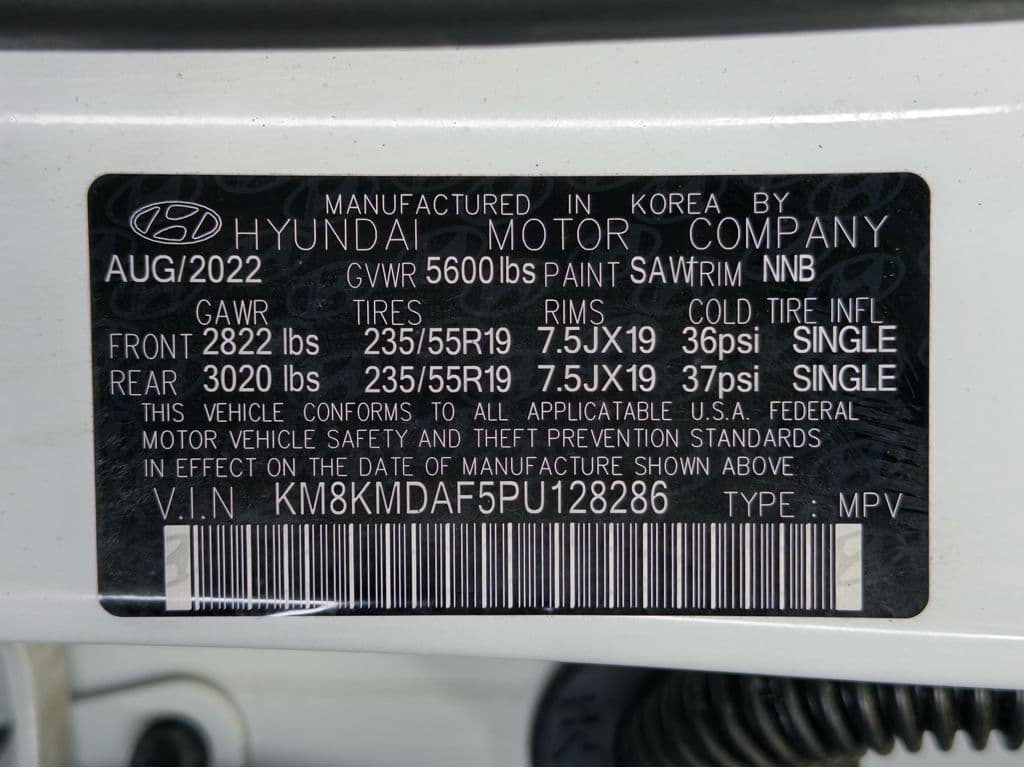 MANUFACTURED IN KOREA BY
HYUNDAI MOTOR COMPANY
AUG/2022 GVWR 5600 lbs PAINT SAW TRIM NNB
GAWR TIRES RIMS COLD TIRE INFL
FRONT 2822 lbs 235/55R19 7.5JX19 36psi SINGLE
REAR 3020 lbs 235/55R19 7.5JX19 37psi SINGLE
THIS VEHICLE CONFORMS TO ALL APPLICATABLE U.S.A. FEDERAL
MOTOR VEHICLE SAFETY AND THEFT PREVENTION STANDARDS
IN EFFECT ON THE DATE OF MANUFACTURE SHOWN ABOVE
V.I.N KM8KMDAF5PU128286 TYPE : MPV